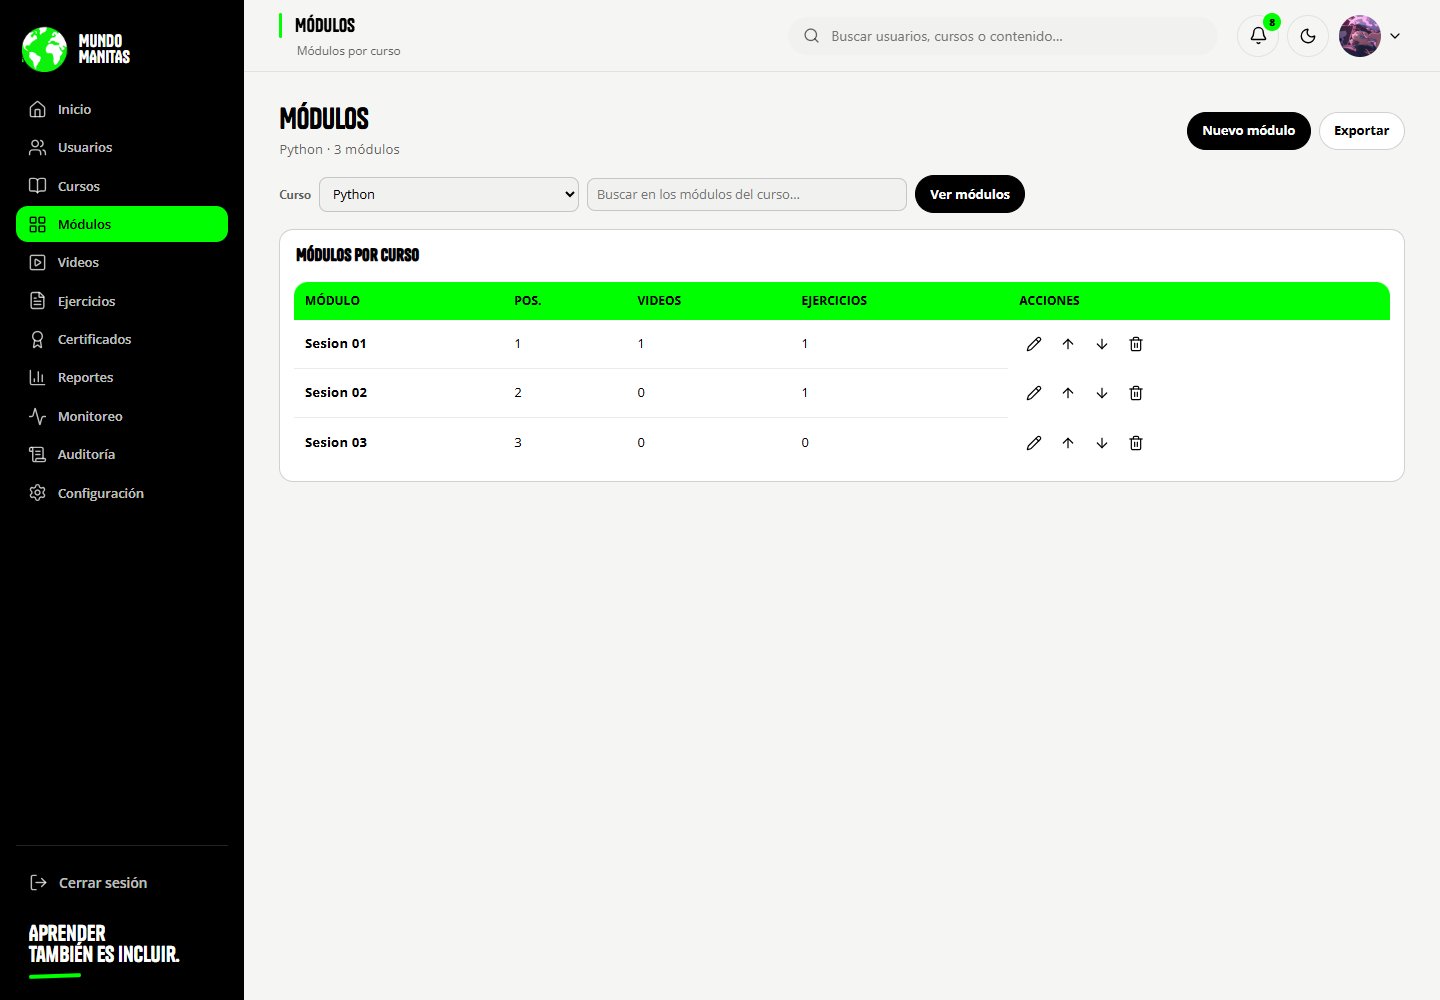 MUNDO
MANITAS
Inicio
Usuarios
Cursos
Módulos
Videos
Ejercicios
Certificados
Reportes
Monitoreo
Auditoría
Configuración
Cerrar sesión
APRENDER
TAMBIÉN ES INCLUIR.
MÓDULOS
Módulos por curso
Buscar usuarios, cursos o contenido...
8
MÓDULOS
Python · 3 módulos
Nuevo módulo
Exportar
Curso
Python
Buscar en los módulos del curso...
Ver módulos
MÓDULOS POR CURSO
MÓDULO POS. VIDEOS EJERCICIOS ACCIONES
Sesion 01 1 1 1
Sesion 02 2 0 1
Sesion 03 3 0 0